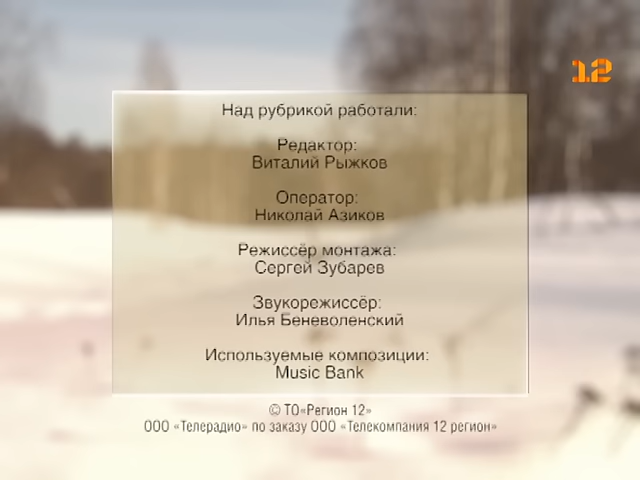 12
Над рубрикой работали:
Редактор:
Виталий Рыжков
Оператор:
Николай Азиков
Режиссёр монтажа:
Сергей Зубарев
Звукорежиссёр:
Илья Беневоленский
Используемые композиции:
Music Bank
© ТО«Регион 12»
ООО «Телерадио» по заказу ООО «Телекомпания 12 регион»